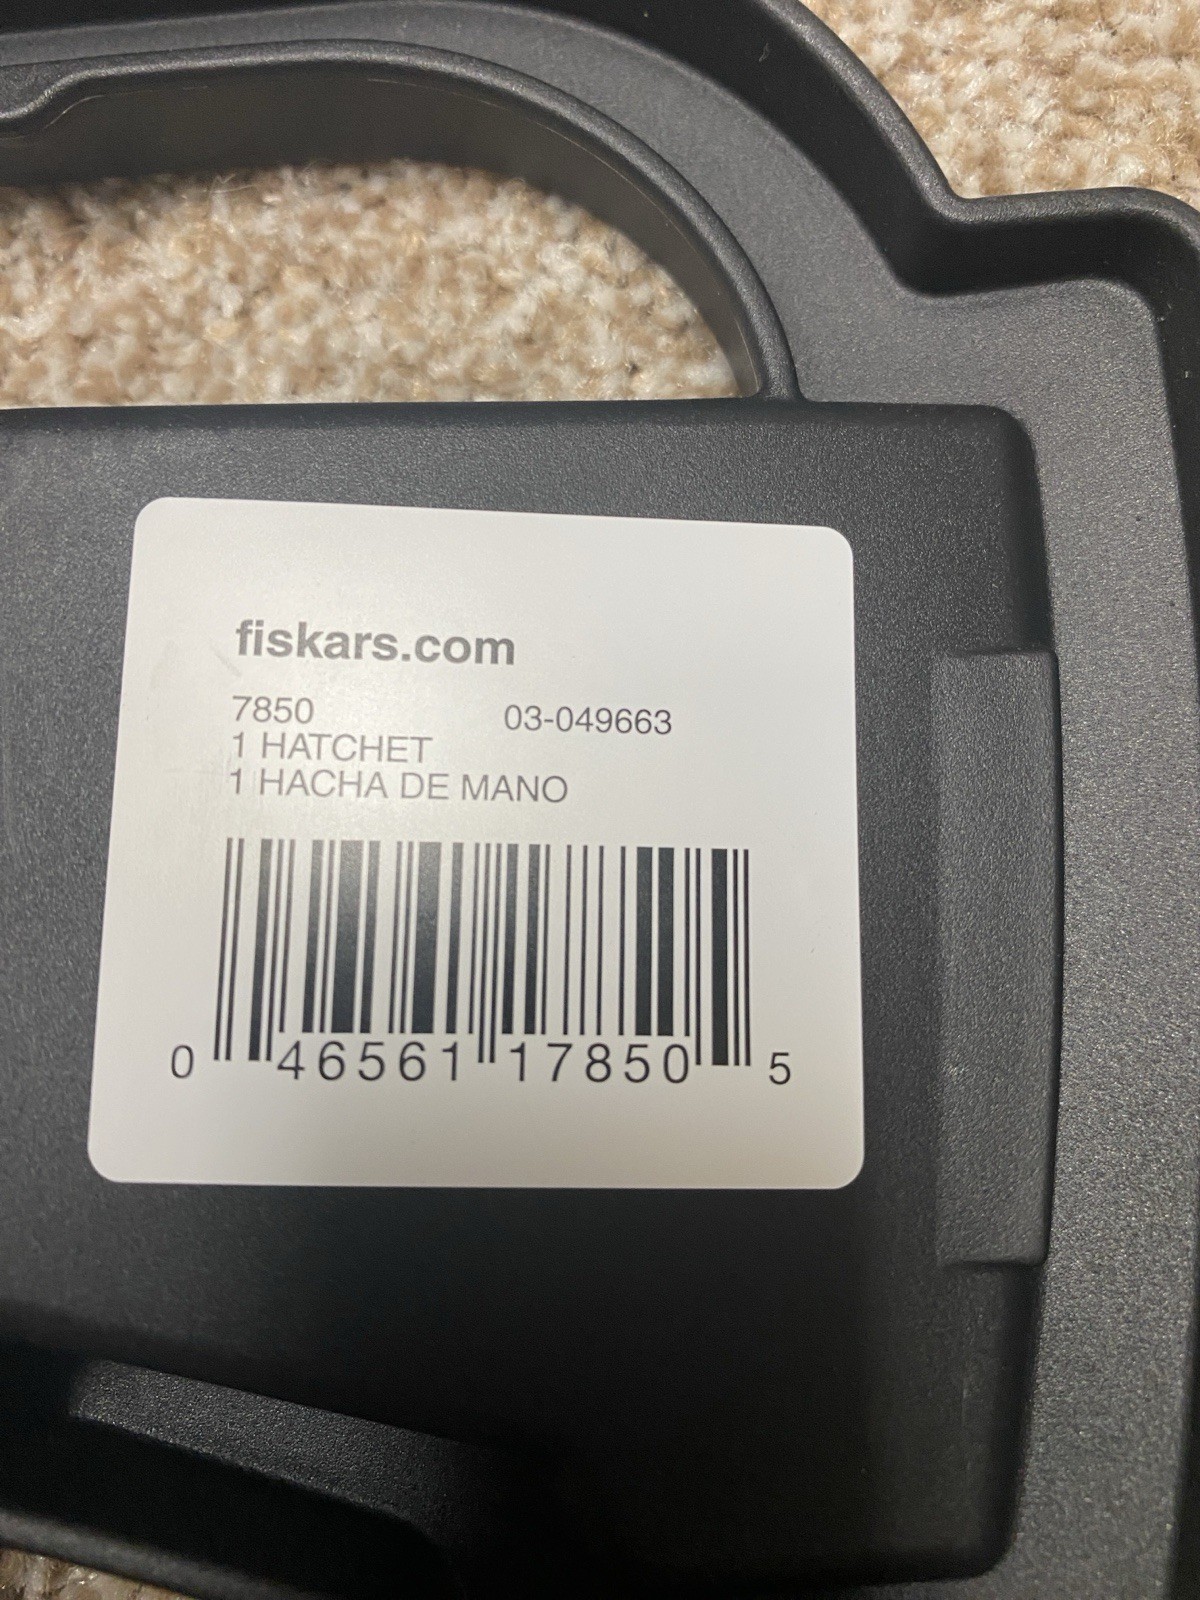 fiskars.com
7850 03-049663
1 HATCHET
1 HACHA DE MANO
0 46561 17850 5